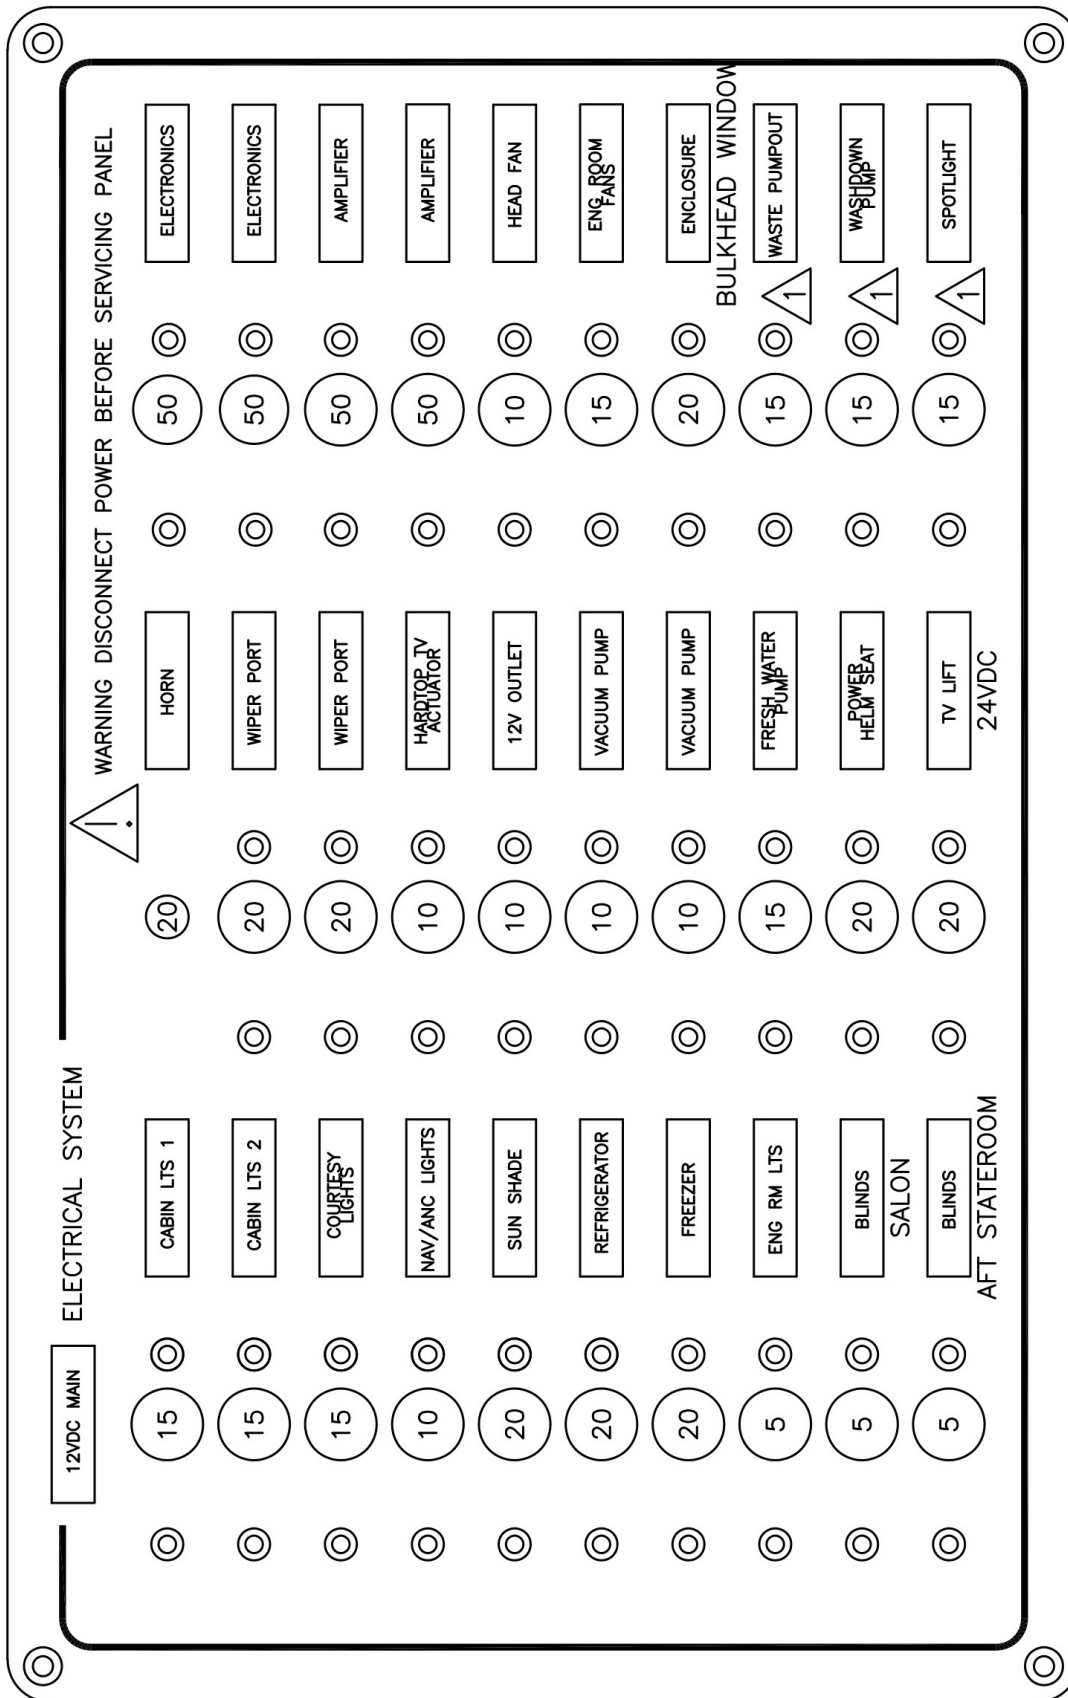 12VDC MAIN
ELECTRICAL SYSTEM
! WARNING DISCONNECT POWER BEFORE SERVICING PANEL
15 CABIN LTS 1
20 HORN
50 ELECTRONICS
15 CABIN LTS 2
20 WIPER PORT
50 ELECTRONICS
15 COURTESY
LIGHTS
20 WIPER PORT
50 AMPLIFIER
10 NAV/ANC LIGHTS
10 HARDTOP TV
ACTUATOR
50 AMPLIFIER
20 SUN SHADE
10 12V OUTLET
10 HEAD FAN
20 REFRIGERATOR
10 VACUUM PUMP
15 ENG ROOM
FANS
20 FREEZER
10 VACUUM PUMP
20 ENCLOSURE
BULKHEAD WINDOW
5 ENG RM LTS
15 FRESH WATER
PUMP
15 1 WASTE PUMPOUT
5 BLINDS
SALON
20 POWER
HELM SEAT
15 1 WASHDOWN
PUMP
5 BLINDS
AFT STATEROOM
20 TV LIFT
24VDC
15 1 SPOTLIGHT